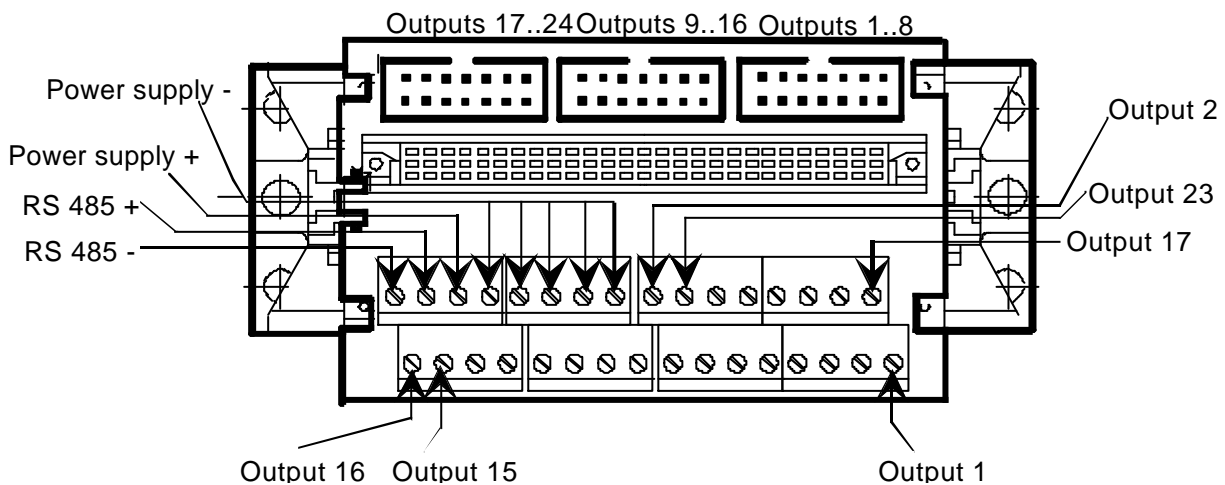 Outputs 17..24 Outputs 9..16 Outputs 1..8
Power supply -
Output 2
Power supply +
Output 23
RS 485 +
Output 17
RS 485 -
Output 16 Output 15 Output 1